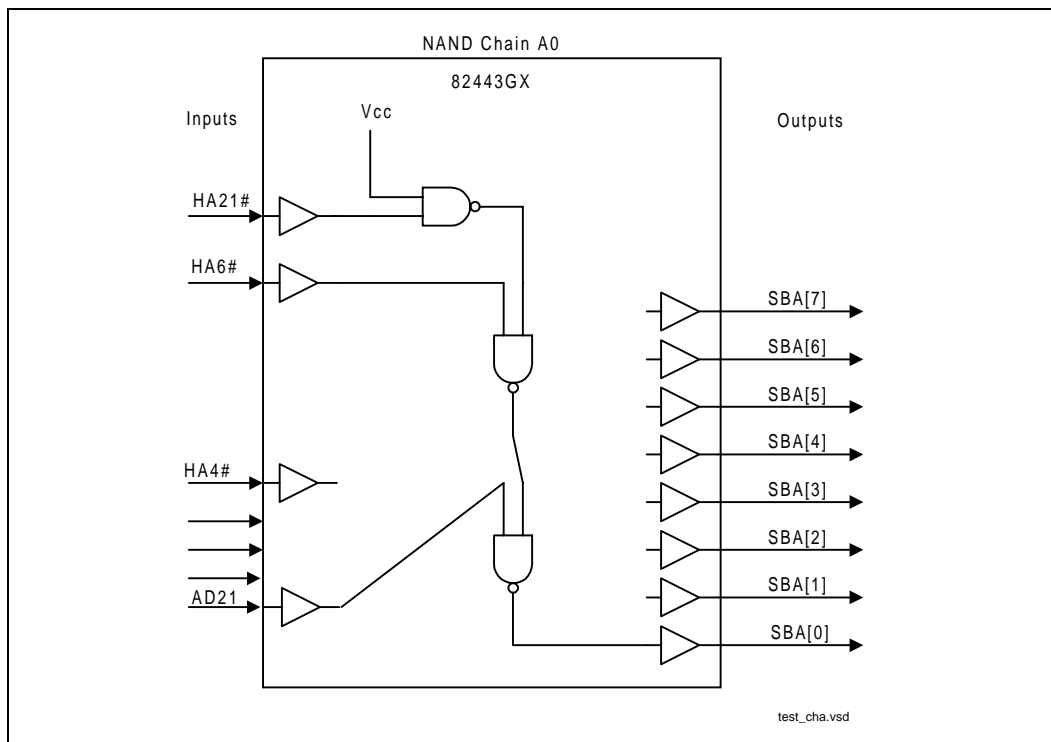 NAND Chain A0
82443GX
Inputs
Vcc
Outputs
HA21#
HA6#
SBA[7]
SBA[6]
SBA[5]
SBA[4]
HA4#
SBA[3]
SBA[2]
AD21
SBA[1]
SBA[0]
test_cha.vsd